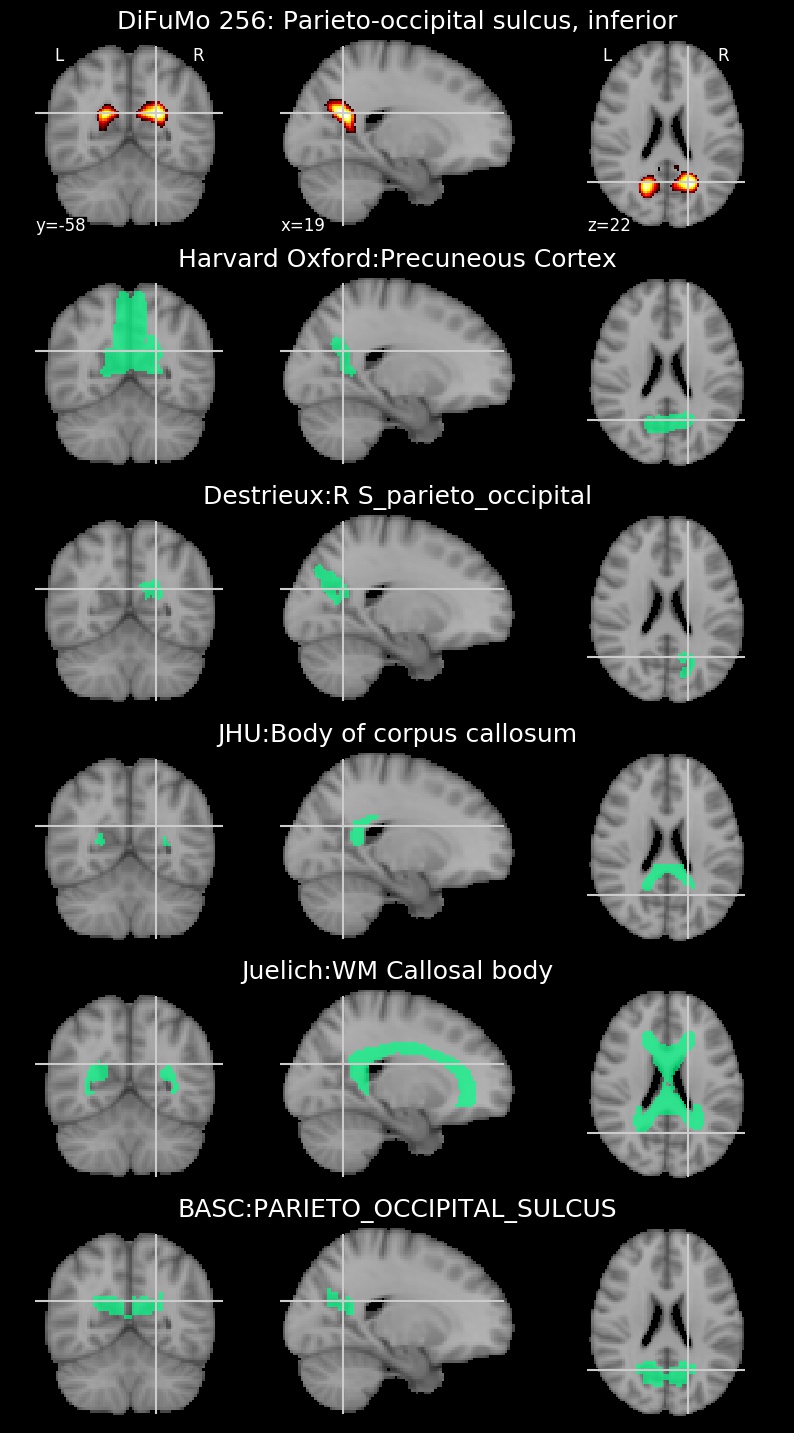 DiFuMo 256: Parieto-occipital sulcus, inferior
L R L R
y=-58 x=19 z=22
Harvard Oxford:Precuneous Cortex
Destrieux:R S_parieto_occipital
JHU:Body of corpus callosum
Juelich:WM Callosal body
BASC:PARIETO_OCCIPITAL_SULCUS